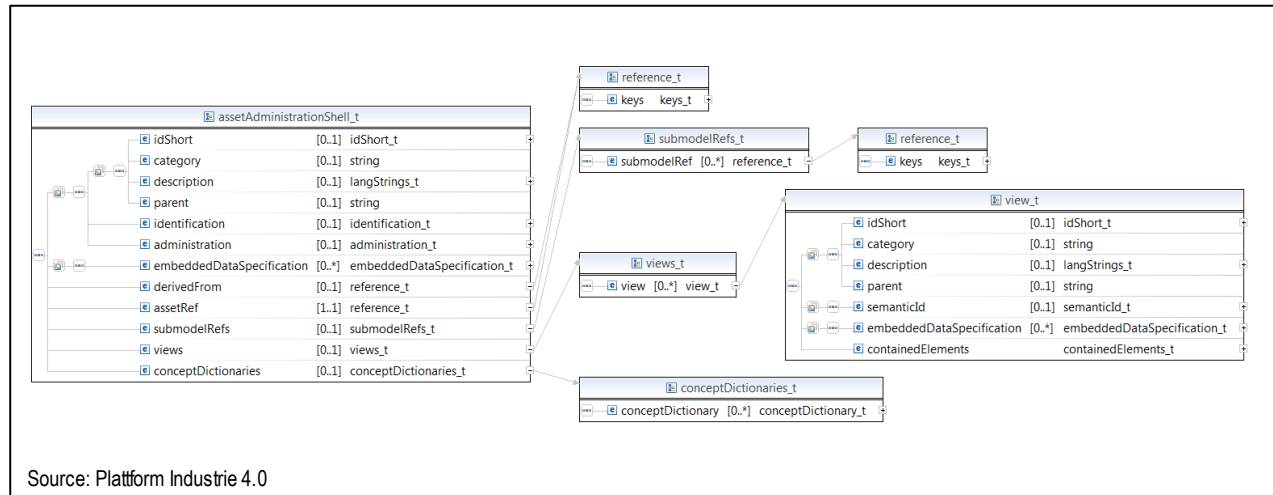 assetAdministrationShell_t
idShort [0..1] idShort_t
category [0..1] string
description [0..1] langStrings_t
parent [0..1] string
identification [0..1] identification_t
administration [0..1] administration_t
embeddedDataSpecification [0..*] embeddedDataSpecification_t
derivedFrom [0..1] reference_t
assetRef [1..1] reference_t
submodelRefs [0..1] submodelRefs_t
views [0..1] views_t
conceptDictionaries [0..1] conceptDictionaries_t
reference_t
keys keys_t
submodelRefs_t
submodelRef [0..*] reference_t
reference_t
keys keys_t
views_t
view [0..*] view_t
view_t
idShort [0..1] idShort_t
category [0..1] string
description [0..1] langStrings_t
parent [0..1] string
semanticId [0..1] semanticId_t
embeddedDataSpecification [0..*] embeddedDataSpecification_t
containedElements containedElements_t
conceptDictionaries_t
conceptDictionary [0..*] conceptDictionary_t
Source: Plattform Industrie 4.0